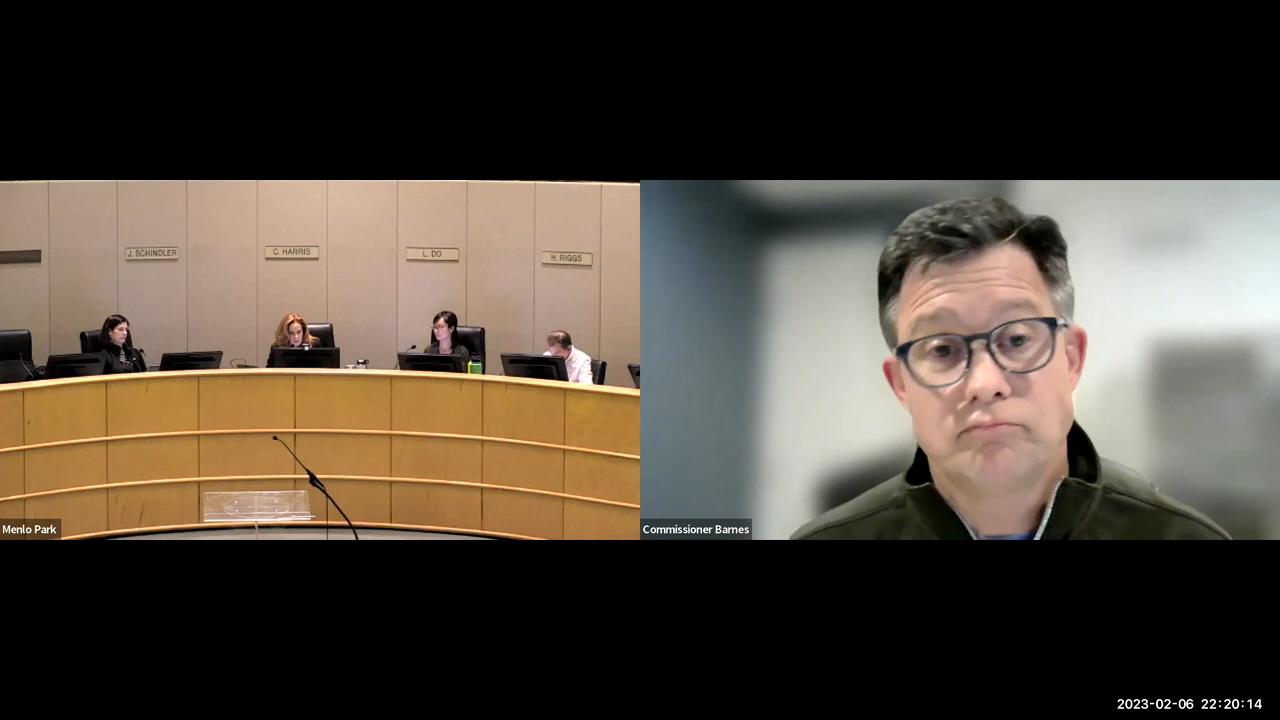 J. SCHINDLER
C. HARRIS
L. DO
H. RIGGS
Menlo Park
Commissioner Barnes
2023-02-06 22:20:14